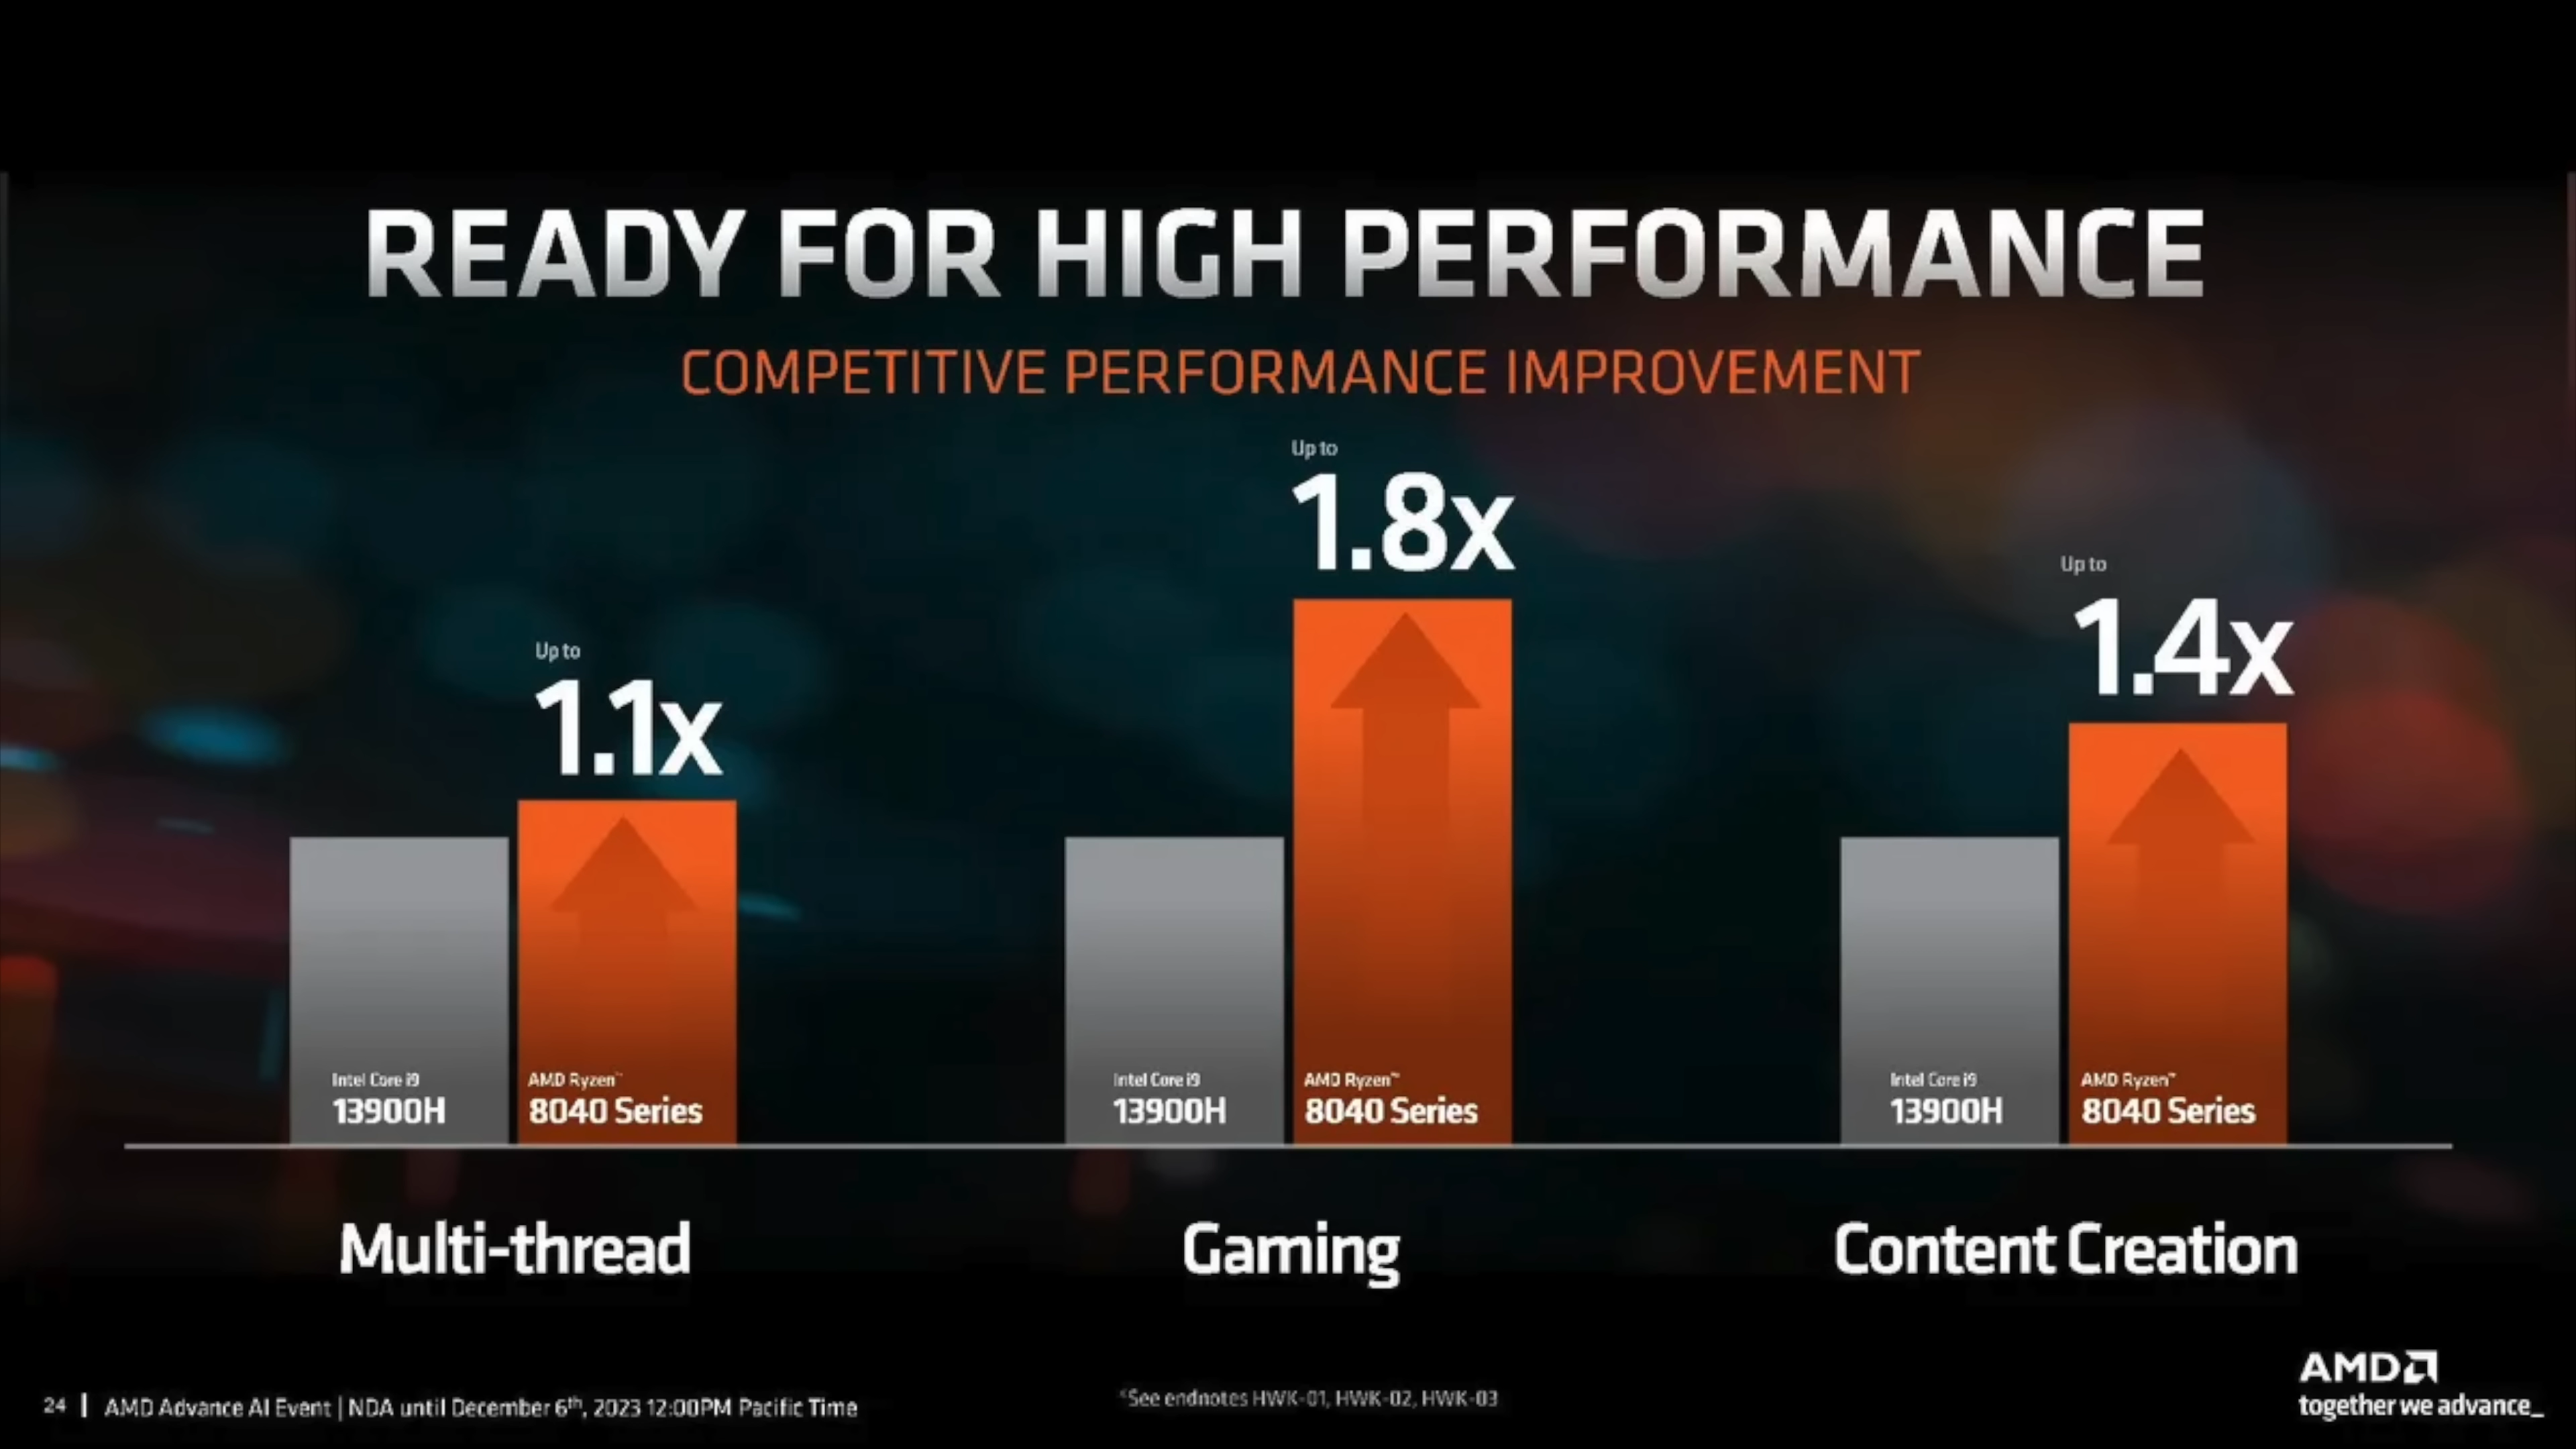 READY FOR HIGH PERFORMANCE
COMPETITIVE PERFORMANCE IMPROVEMENT
Up to
1.1x
Intel Core i9
13900H
AMD Ryzen™
8040 Series
Multi-thread
Up to
1.8x
Intel Core i9
13900H
AMD Ryzen™
8040 Series
Gaming
Up to
1.4x
Intel Core i9
13900H
AMD Ryzen™
8040 Series
Content Creation
24 | AMD Advance AI Event | NDA until December 6th, 2023 12:00PM Pacific Time
*See endnotes HWK-01, HWK-02, HWK-03
AMD
together we advance_